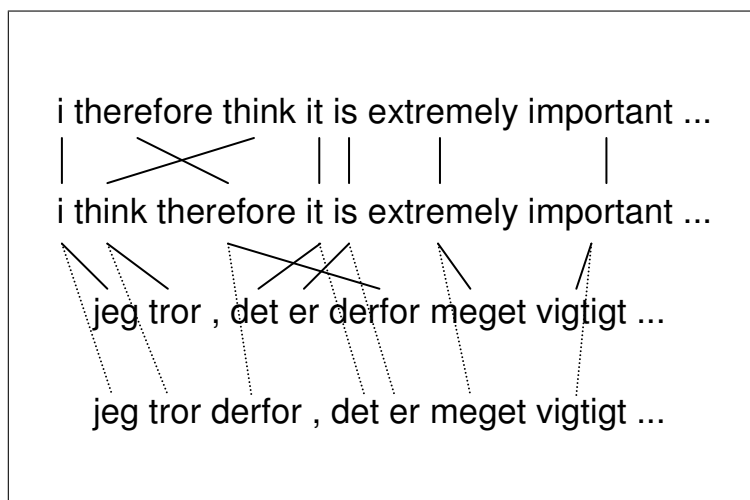 i therefore think it is extremely important ...
i think therefore it is extremely important ...
jeg tror , det er derfor meget vigtigt ...
jeg tror derfor , det er meget vigtigt ...